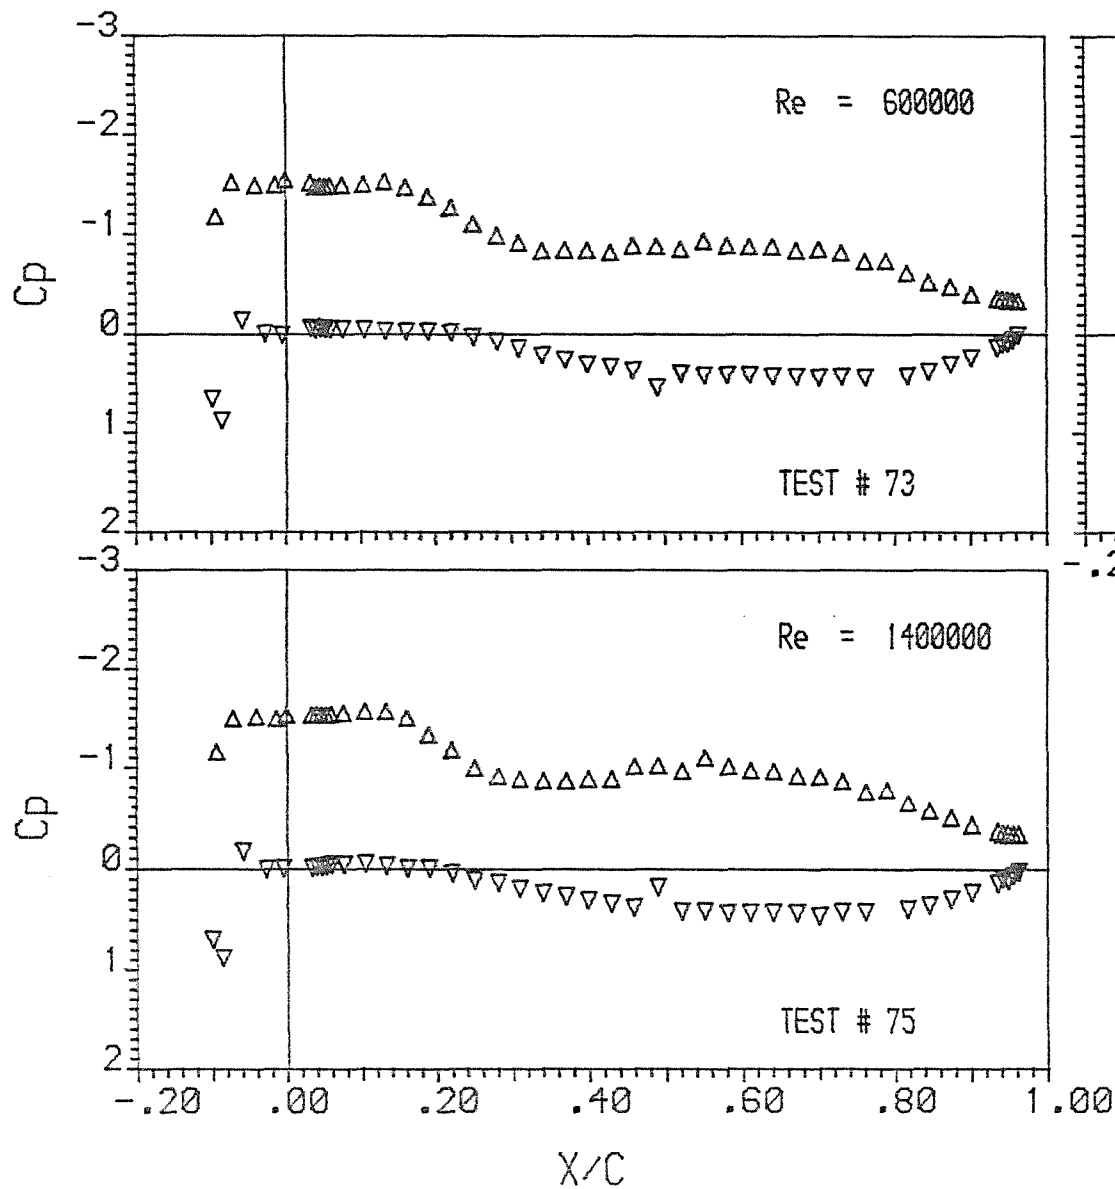 -3
Re = 600000
-2
-1
Cp
0
1
TEST # 73
2
-3
-.2
Re = 1400000
-2
-1
Cp
0
1
TEST # 75
2
-.20 .00 .20 .40 .60 .80 1.00
X/C